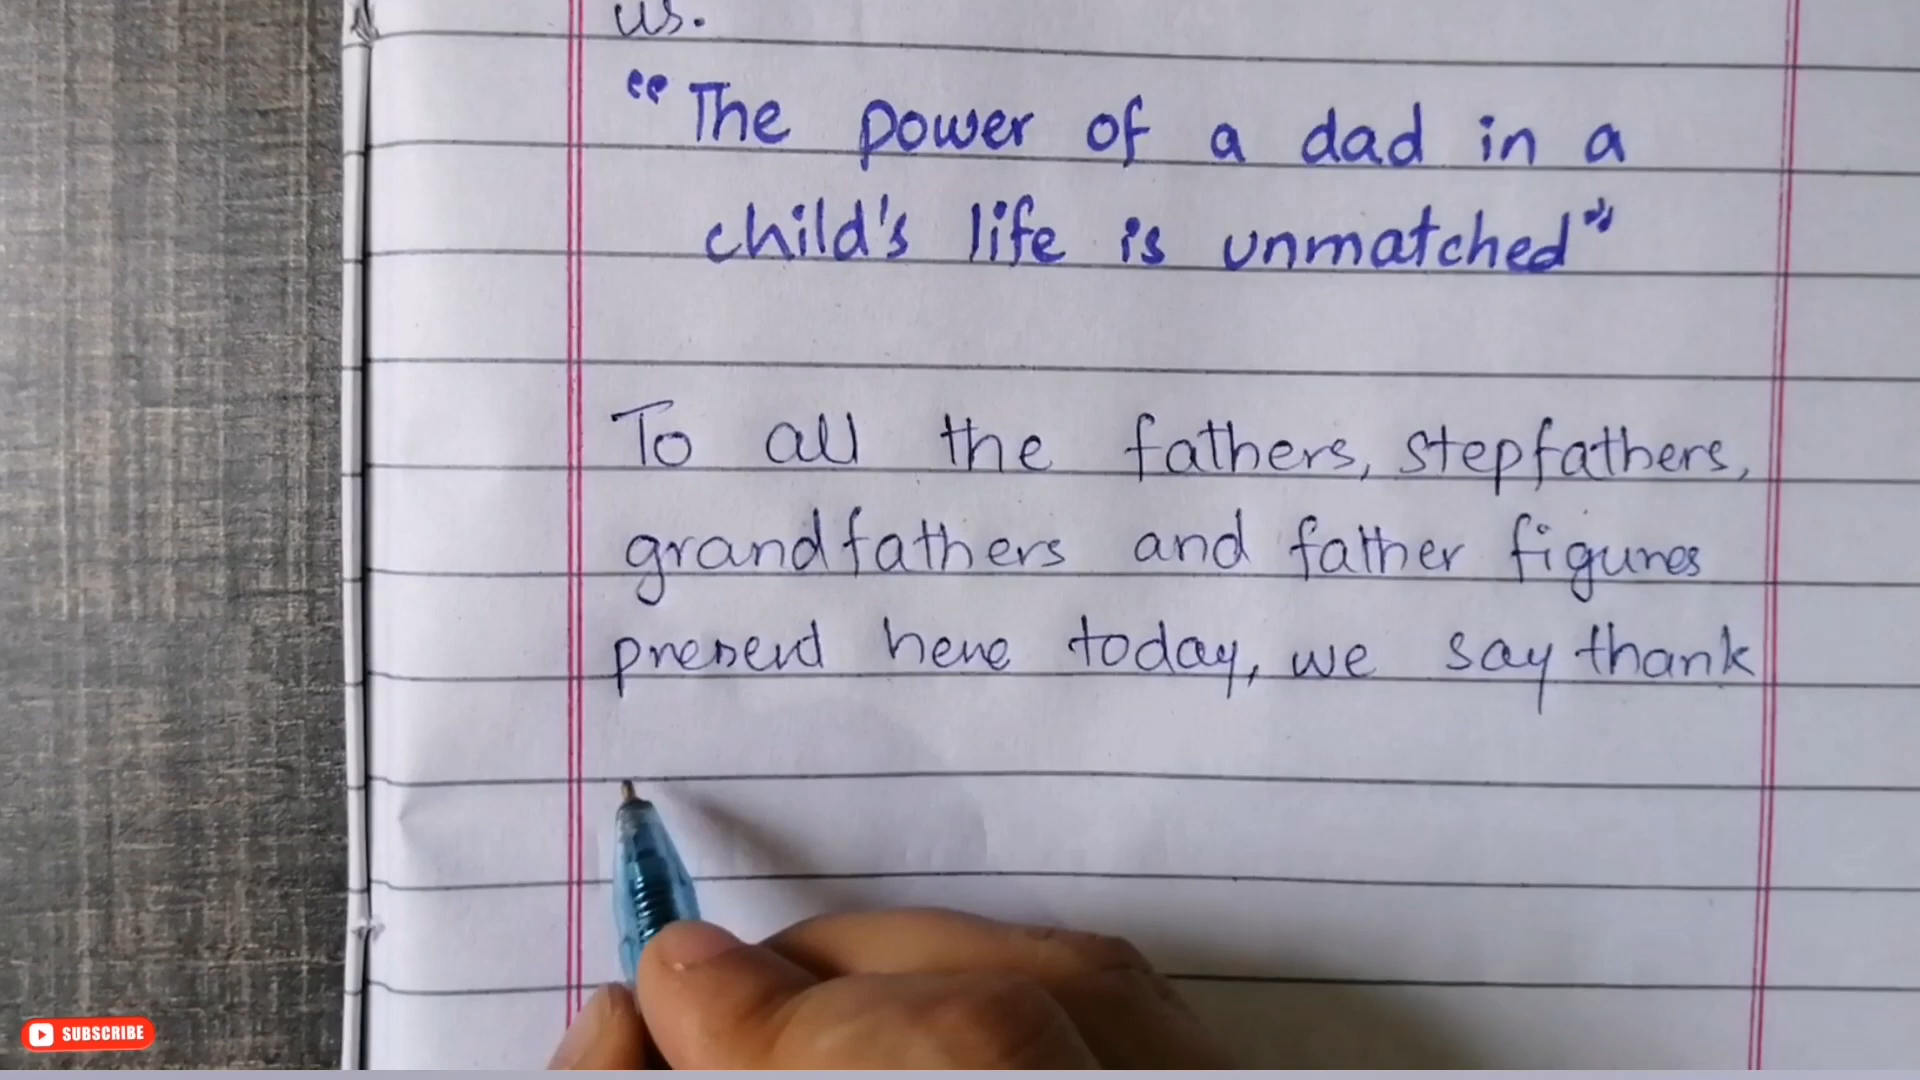 us.
“The power of a dad in a
child's life is unmatched”
To all the fathers, stepfathers,
grandfathers and father figures
present here today, we say thank
SUBSCRIBE